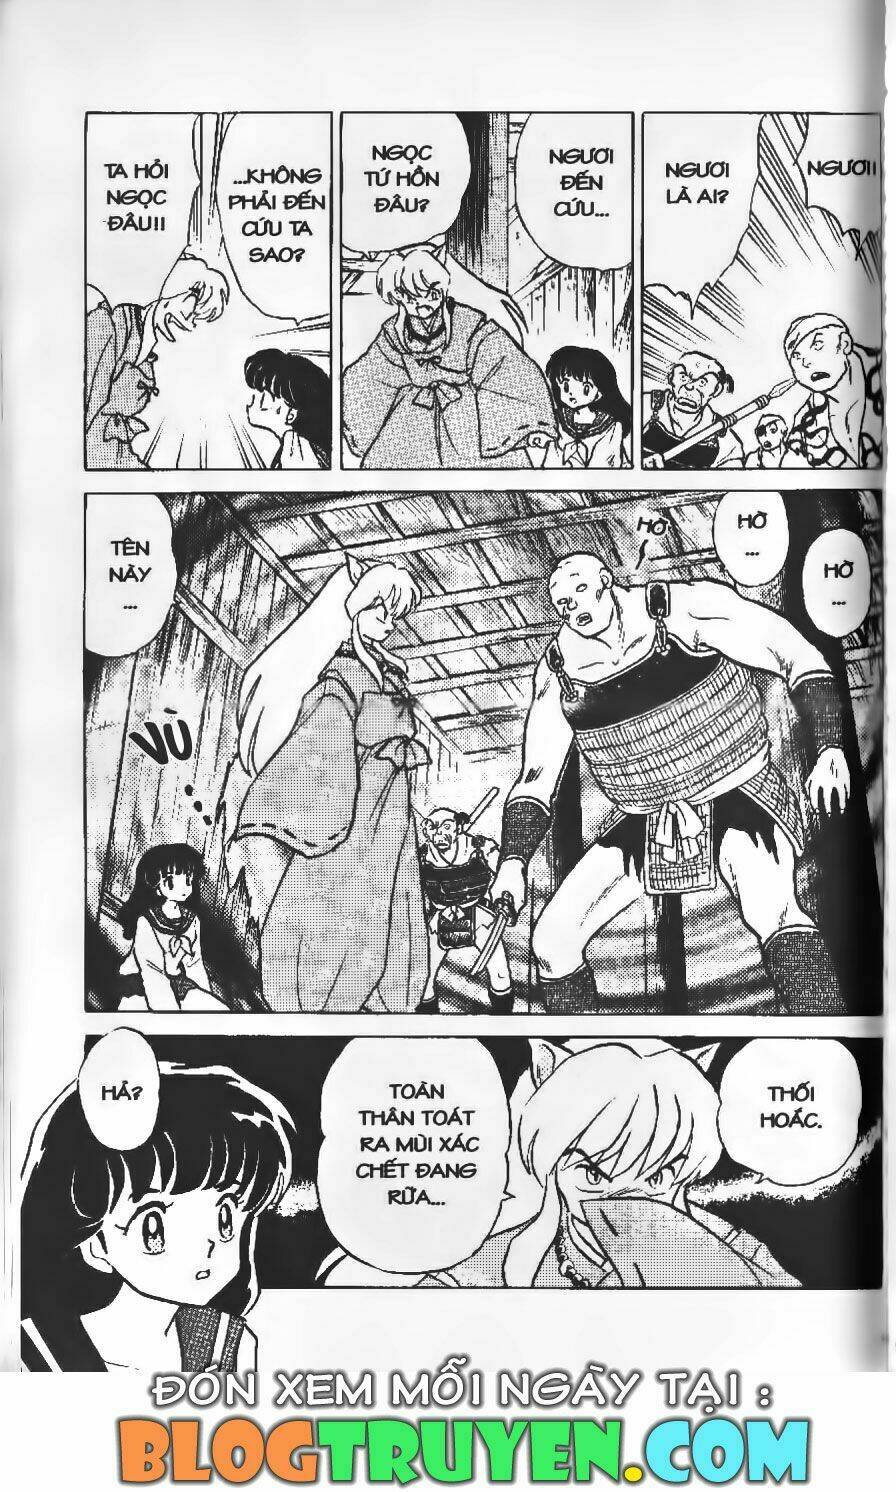 NGƯƠI!
NGƯƠI
LÀ AI?
NGƯƠI
ĐẾN
CỨU...
NGỌC
TỨ HỒN
ĐÂU?
...KHÔNG
PHẢI ĐẾN
CỨU TA
SAO?
TA HỎI
NGỌC
ĐÂU!!
HỜ
...
HỜ
...
HỜ
TÊN
NÀY
...
VÙ
...
THỐI
HOẮC.
TOÀN
THÂN TOÁT
RA MÙI XÁC
CHẾT ĐANG
RỮA...
HẢ?
ĐÓN XEM MỖI NGÀY TẠI :
BLOGTRUYEN.COM